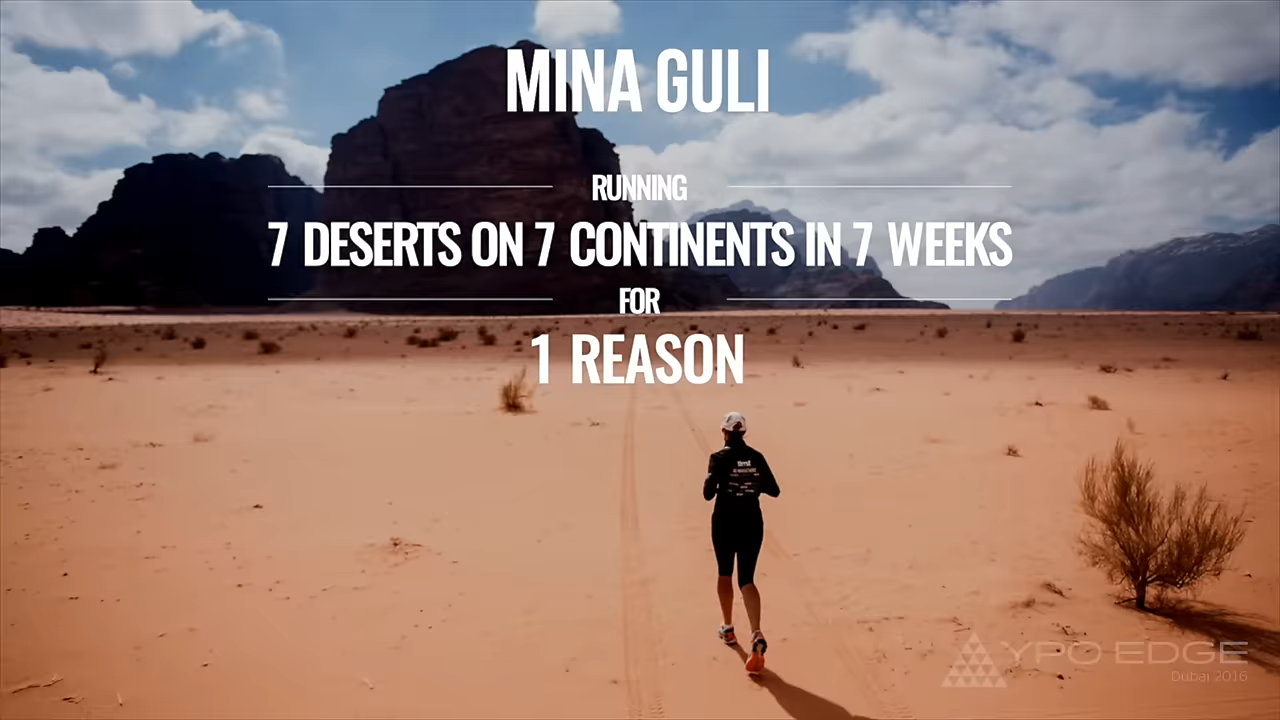 MINA GULI
RUNNING
7 DESERTS ON 7 CONTINENTS IN 7 WEEKS
FOR
1 REASON
YPO EDGE
Dubai 2016